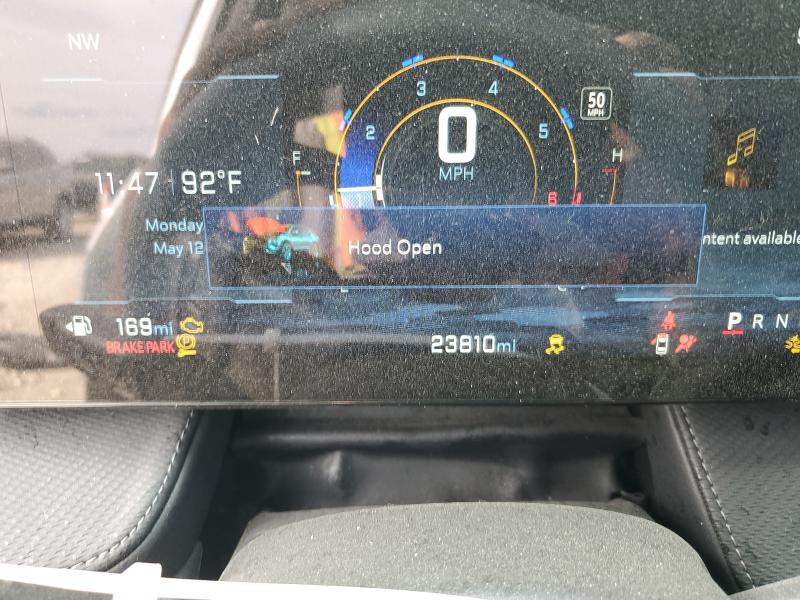 NW
50
MPH
3 4
2 5
0
MPH
F H
11:47 92°F
Monday
May 12
Hood Open
ntent available
169mi
BRAKE PARK
23810mi
P R N